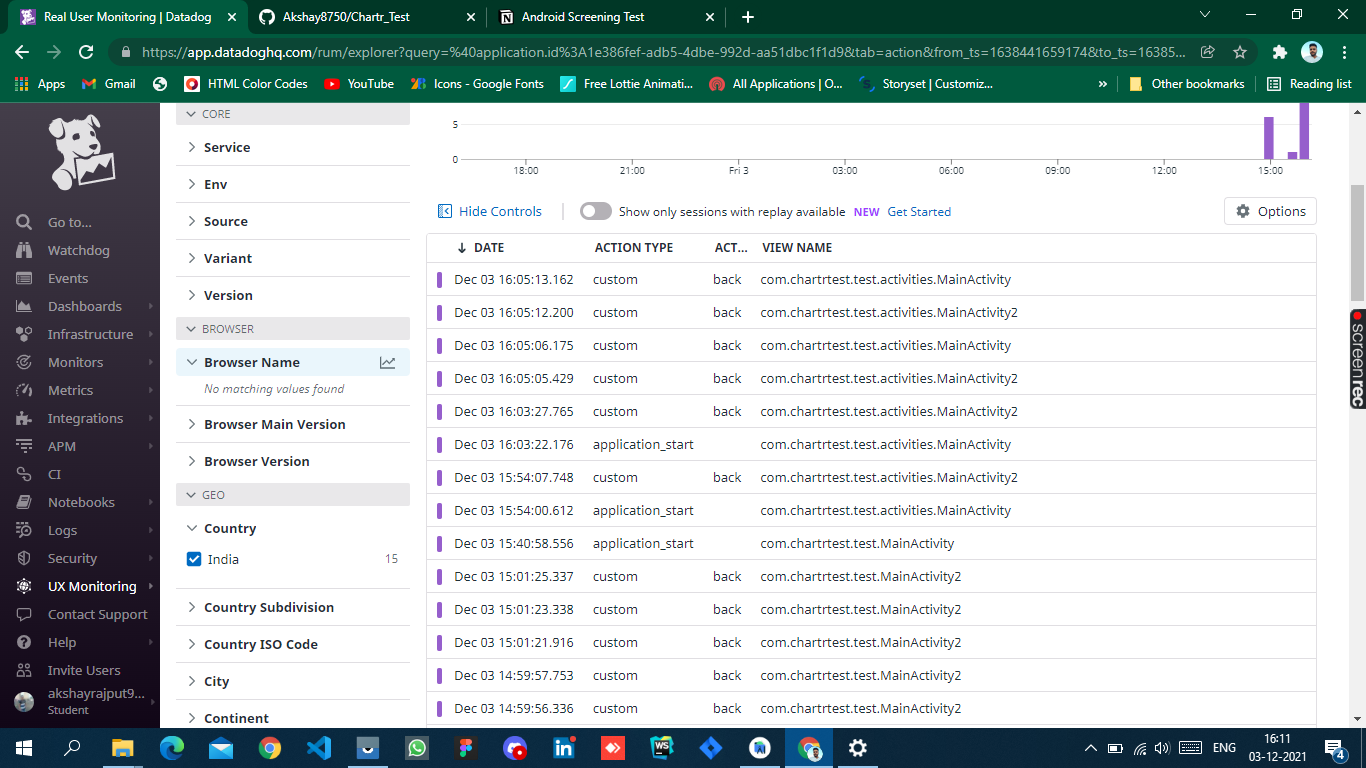 Real User Monitoring | Datadog
Akshay8750/Chartr_Test
Android Screening Test
https://app.datadoghq.com/rum/explorer?query=%40application.id%3A1e386fef-adb5-4dbe-992d-aa51dbc1f1d9&tab=action&from_ts=1638441659174&to_ts=16385...
Apps
Gmail
HTML Color Codes
YouTube
Icons - Google Fonts
Free Lottie Animati...
All Applications | O...
Storyset | Customiz...
»
Other bookmarks
Reading list
Go to...
Watchdog
Events
Dashboards
Infrastructure
Monitors
Metrics
Integrations
APM
CI
Notebooks
Logs
Security
UX Monitoring
Contact Support
Help
Invite Users
akshayrajput9...
Student
CORE
Service
Env
Source
Variant
Version
BROWSER
Browser Name
No matching values found
Browser Main Version
Browser Version
GEO
Country
India 15
Country Subdivision
Country ISO Code
City
Continent
5
0
18:00 21:00 Fri 3 03:00 06:00 09:00 12:00 15:00
Hide Controls
Show only sessions with replay available NEW Get Started
Options
DATE ACTION TYPE ACT... VIEW NAME
Dec 03 16:05:13.162 custom back com.chartrtest.test.activities.MainActivity
Dec 03 16:05:12.200 custom back com.chartrtest.test.activities.MainActivity2
Dec 03 16:05:06.175 custom back com.chartrtest.test.activities.MainActivity
Dec 03 16:05:05.429 custom back com.chartrtest.test.activities.MainActivity2
Dec 03 16:03:27.765 custom back com.chartrtest.test.activities.MainActivity2
Dec 03 16:03:22.176 application_start com.chartrtest.test.activities.MainActivity
Dec 03 15:54:07.748 custom back com.chartrtest.test.activities.MainActivity2
Dec 03 15:54:00.612 application_start com.chartrtest.test.activities.MainActivity
Dec 03 15:40:58.556 application_start com.chartrtest.test.MainActivity
Dec 03 15:01:25.337 custom back com.chartrtest.test.MainActivity2
Dec 03 15:01:23.338 custom back com.chartrtest.test.MainActivity2
Dec 03 15:01:21.916 custom back com.chartrtest.test.MainActivity2
Dec 03 14:59:57.753 custom back com.chartrtest.test.MainActivity2
Dec 03 14:59:56.336 custom back com.chartrtest.test.MainActivity2
screenrec
WS
ENG
16:11
03-12-2021
4